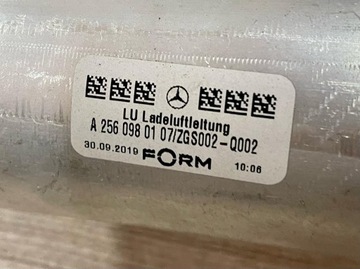 LU Ladeluftleitung
A 256 098 01 07/ZGS002-Q002
30.09.2019 FORM 10:06